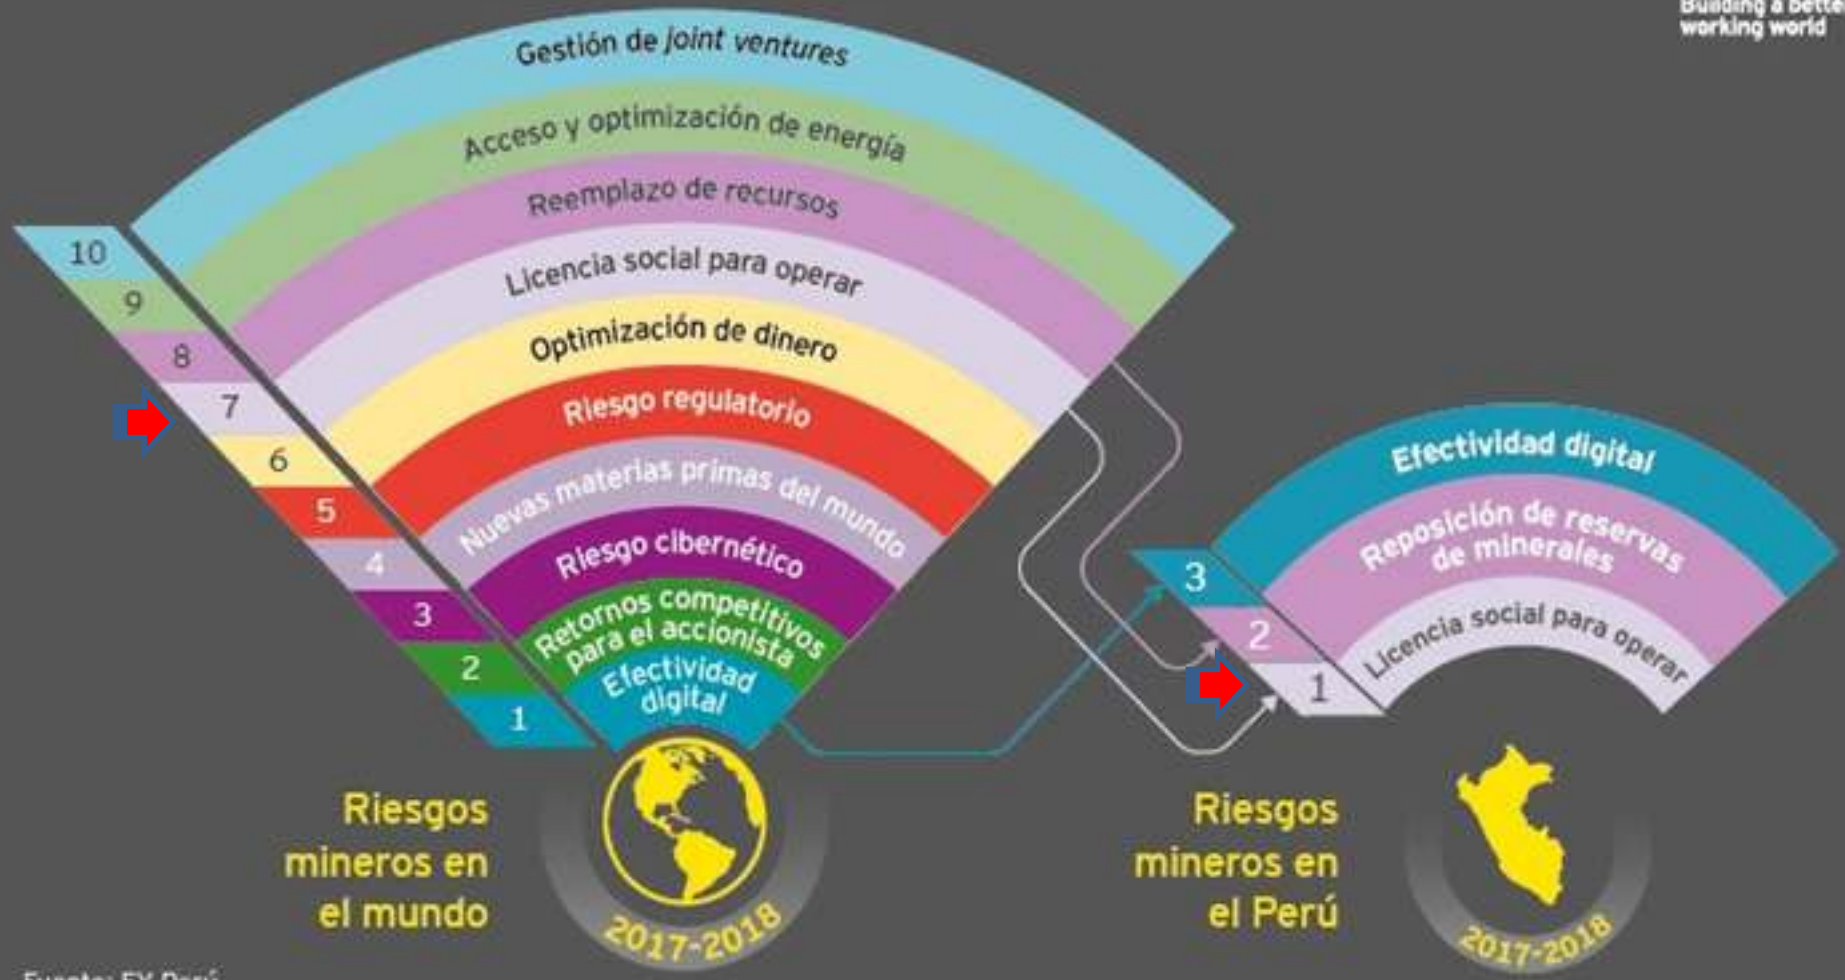 Building a better
working world
Gestión de joint ventures
Acceso y optimización de energía
Reemplazo de recursos
Licencia social para operar
Optimización de dinero
Riesgo regulatorio
Nuevas materias primas del mundo
Riesgo cibernético
Retornos competitivos
para el accionista
Efectividad
digital
10
9
8
7
6
5
4
3
2
1
Riesgos
mineros en
el mundo
2017-2018
Efectividad digital
Reposición de reservas
de minerales
Licencia social para operar
3
2
1
Riesgos
mineros en
el Perú
2017-2018
Fuente: EY Perú